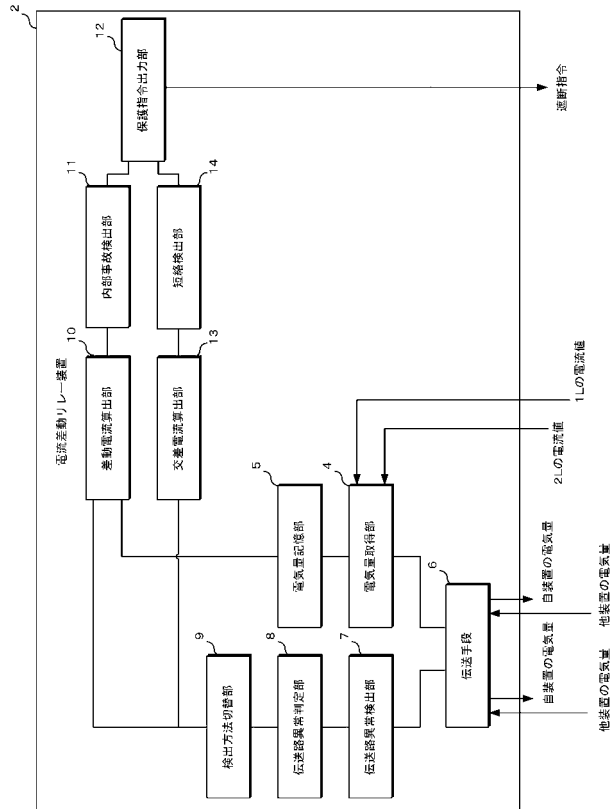 2
電流差動リレー装置
9
検出方法切替部
8
伝送路異常判定部
7
伝送路異常検出部
10
差動電流算出部
11
内部事故検出部
12
保護指令出力部
13
交差電流算出部
14
短絡検出部
5
電気量記憶部
4
電気量取得部
6
伝送手段
遮断指令
1Lの電流値
2Lの電流値
自装置の電気量
他装置の電気量
自装置の電気量
他装置の電気量